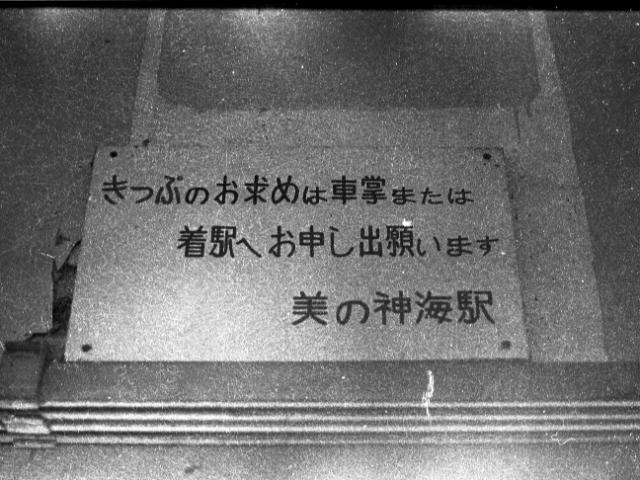 きっぷのお求めは車掌または
着駅へお申し出願います
美の神海駅